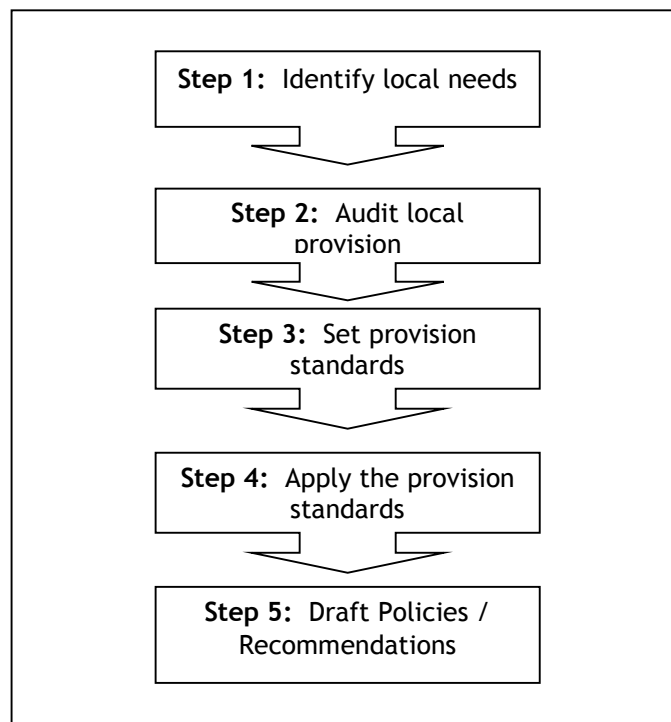 Step 1: Identify local needs
Step 2: Audit local
provision
Step 3: Set provision
standards
Step 4: Apply the provision
standards
Step 5: Draft Policies /
Recommendations